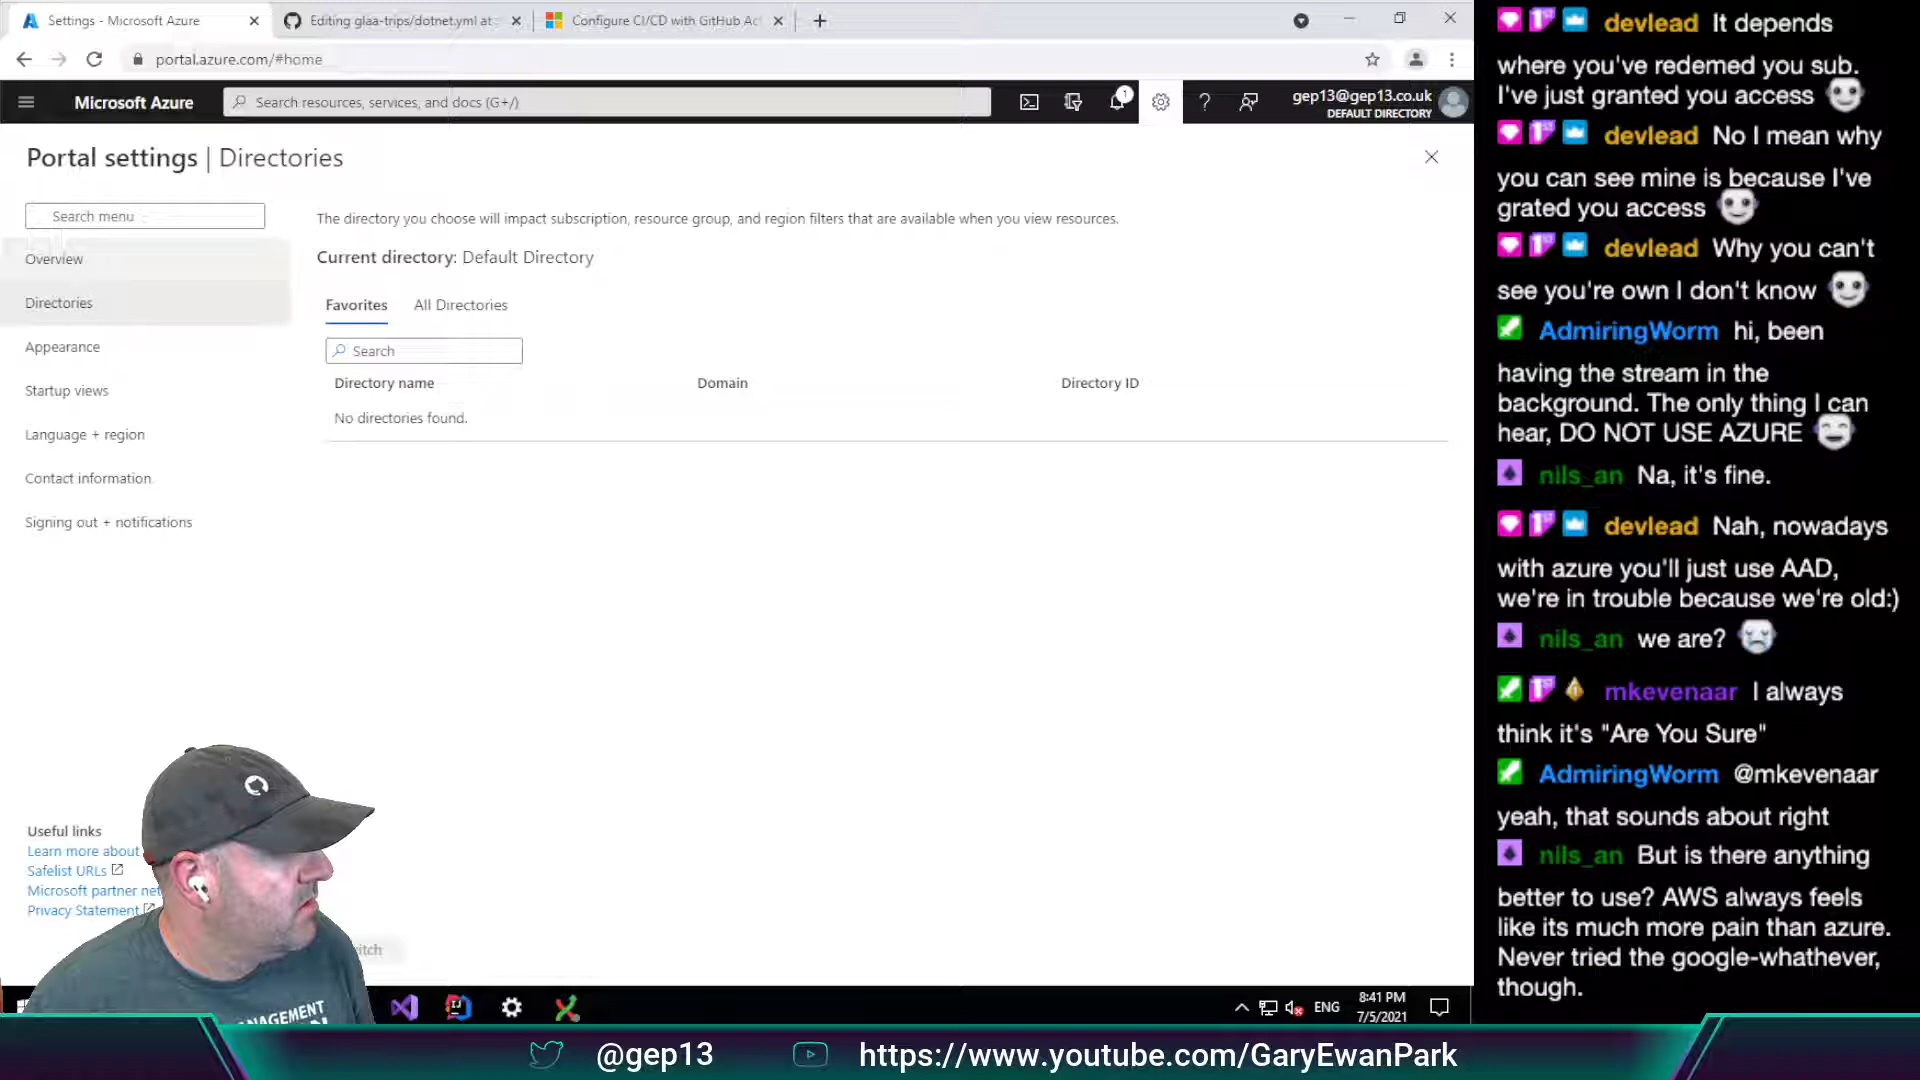 Settings - Microsoft Azure
Editing glaa-trips/dotnet.yml at
Configure CI/CD with GitHub Ac
portal.azure.com/#home
Microsoft Azure
Search resources, services, and docs (G+/)
1
gep13@gep13.co.uk
DEFAULT DIRECTORY
Portal settings | Directories
Search menu
Overview
Directories
Appearance
Startup views
Language + region
Contact information
Signing out + notifications
Useful links
Learn more about
Safelist URLs
Microsoft partner net
Privacy Statement
The directory you choose will impact subscription, resource group, and region filters that are available when you view resources.
Current directory: Default Directory
Favorites
All Directories
Search
Directory name
Domain
Directory ID
No directories found.
devlead It depends
where you've redemed you sub.
I've just granted you access
devlead No I mean why
you can see mine is because I've
grated you access
devlead Why you can't
see you're own I don't know
AdmiringWorm hi, been
having the stream in the
background. The only thing I can
hear, DO NOT USE AZURE
nils_an Na, it's fine.
devlead Nah, nowadays
with azure you'll just use AAD,
we're in trouble because we're old:)
nils_an we are?
mkevenaar I always
think it's "Are You Sure"
AdmiringWorm @mkevenaar
yeah, that sounds about right
nils_an But is there anything
better to use? AWS always feels
like its much more pain than azure.
Never tried the google-whathever,
though.
ENG
8:41 PM
7/5/2021
@gep13
https://www.youtube.com/GaryEwanPark